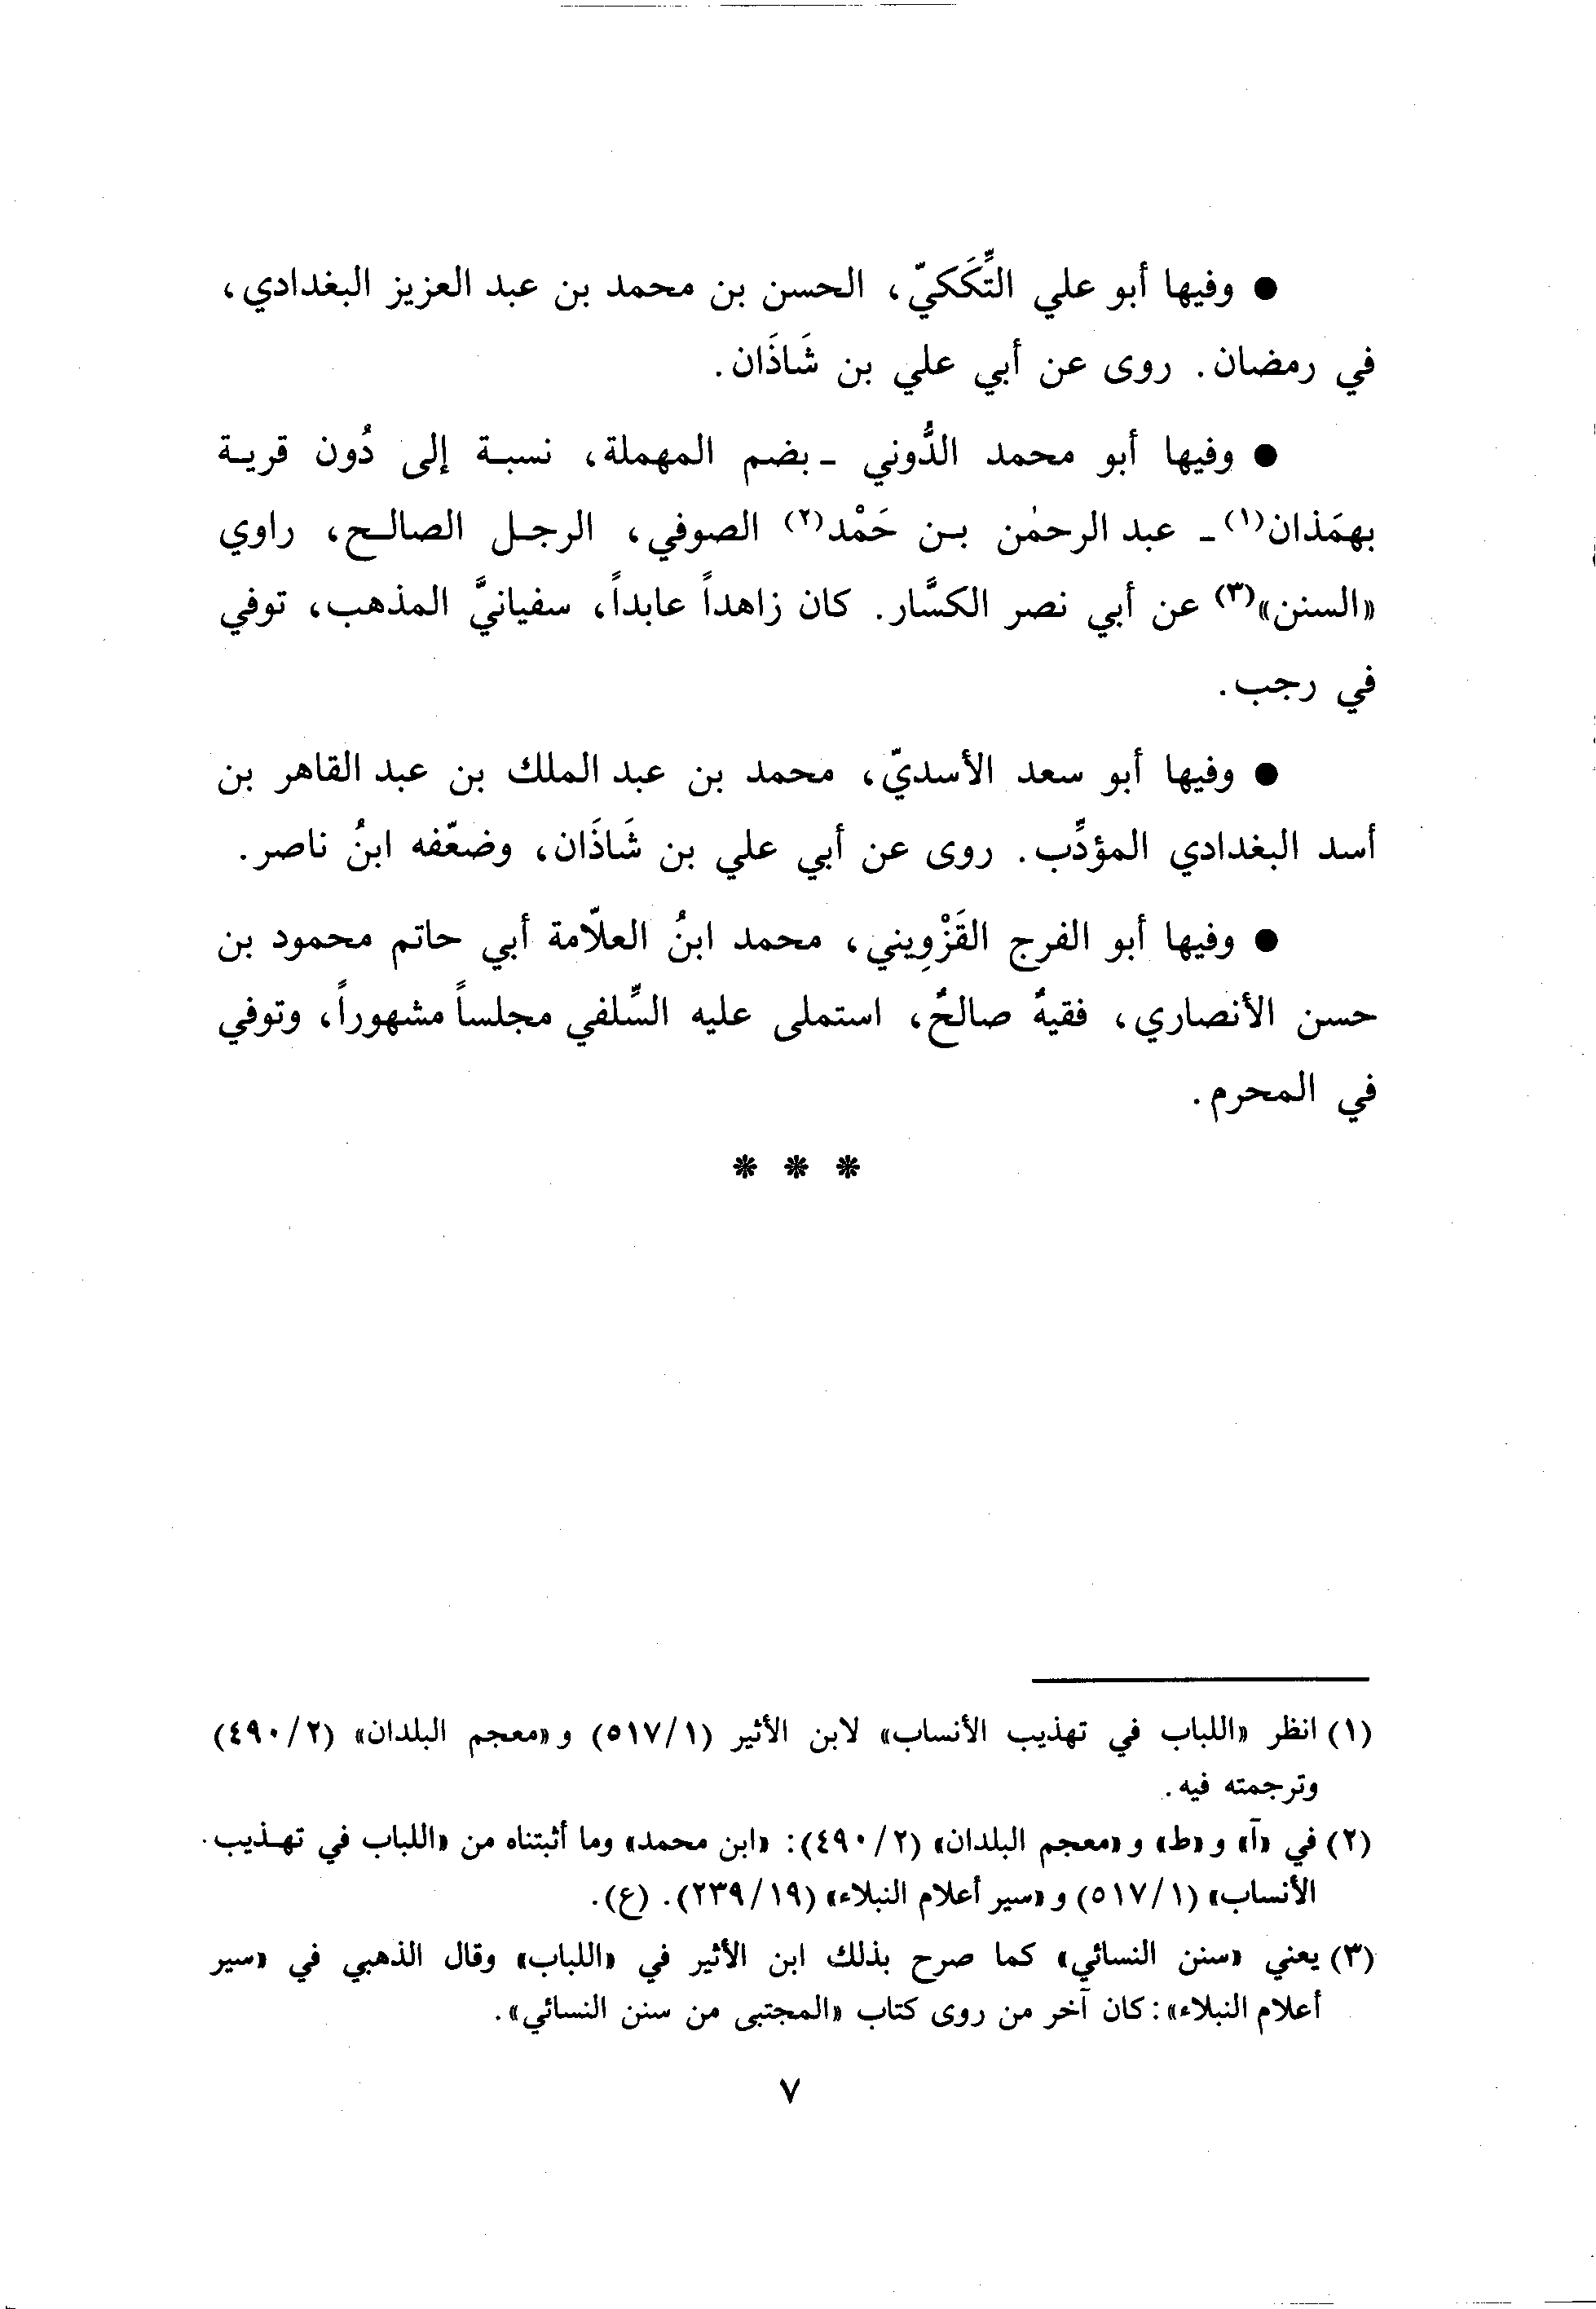 ● وفيها أبو علي التِّكَكيّ، الحسن بن محمد بن عبد العزيز البغدادي،
في رمضان. روى عن أبي علي بن شَاذَان.
● وفيها أبو محمد الدُّوني - بضم المهملة، نسبة إلى دُون قرية
بهمَذان(١) - عبد الرحمٰن بن حَمْد(٢) الصوفي، الرجل الصالح، راوي
«السنن»(٣) عن أبي نصر الكسَّار. كان زاهداً عابداً، سفيانيَّ المذهب، توفي
في رجب.
● وفيها أبو سعد الأسديّ، محمد بن عبد الملك بن عبد القاهر بن
أسد البغدادي المؤدِّب. روى عن أبي علي بن شَاذَان، وضعّفه ابنُ ناصر.
● وفيها أبو الفرج القَزْوِيني، محمد ابنُ العلاّمة أبي حاتم محمود بن
حسن الأنصاري، فقيهٌ صالحٌ، استملى عليه السِّلفي مجلساً مشهوراً، وتوفي
في المحرم.
* * *
(١) انظر «اللباب في تهذيب الأنساب» لابن الأثير (٥١٧/١) و«معجم البلدان» (٤٩٠/٢)
وترجمته فيه.
(٢) في «آ» و«ط» و«معجم البلدان» (٤٩٠/٢): «ابن محمد» وما أثبتناه من «اللباب في تهذيب
الأنساب» (٥١٧/١) و«سير أعلام النبلاء» (٢٣٩/١٩). (ع).
(٣) يعني «سنن النسائي» كما صرح بذلك ابن الأثير في «اللباب» وقال الذهبي في «سير
أعلام النبلاء»: كان آخر من روى كتاب «المجتبى من سنن النسائي».
٧